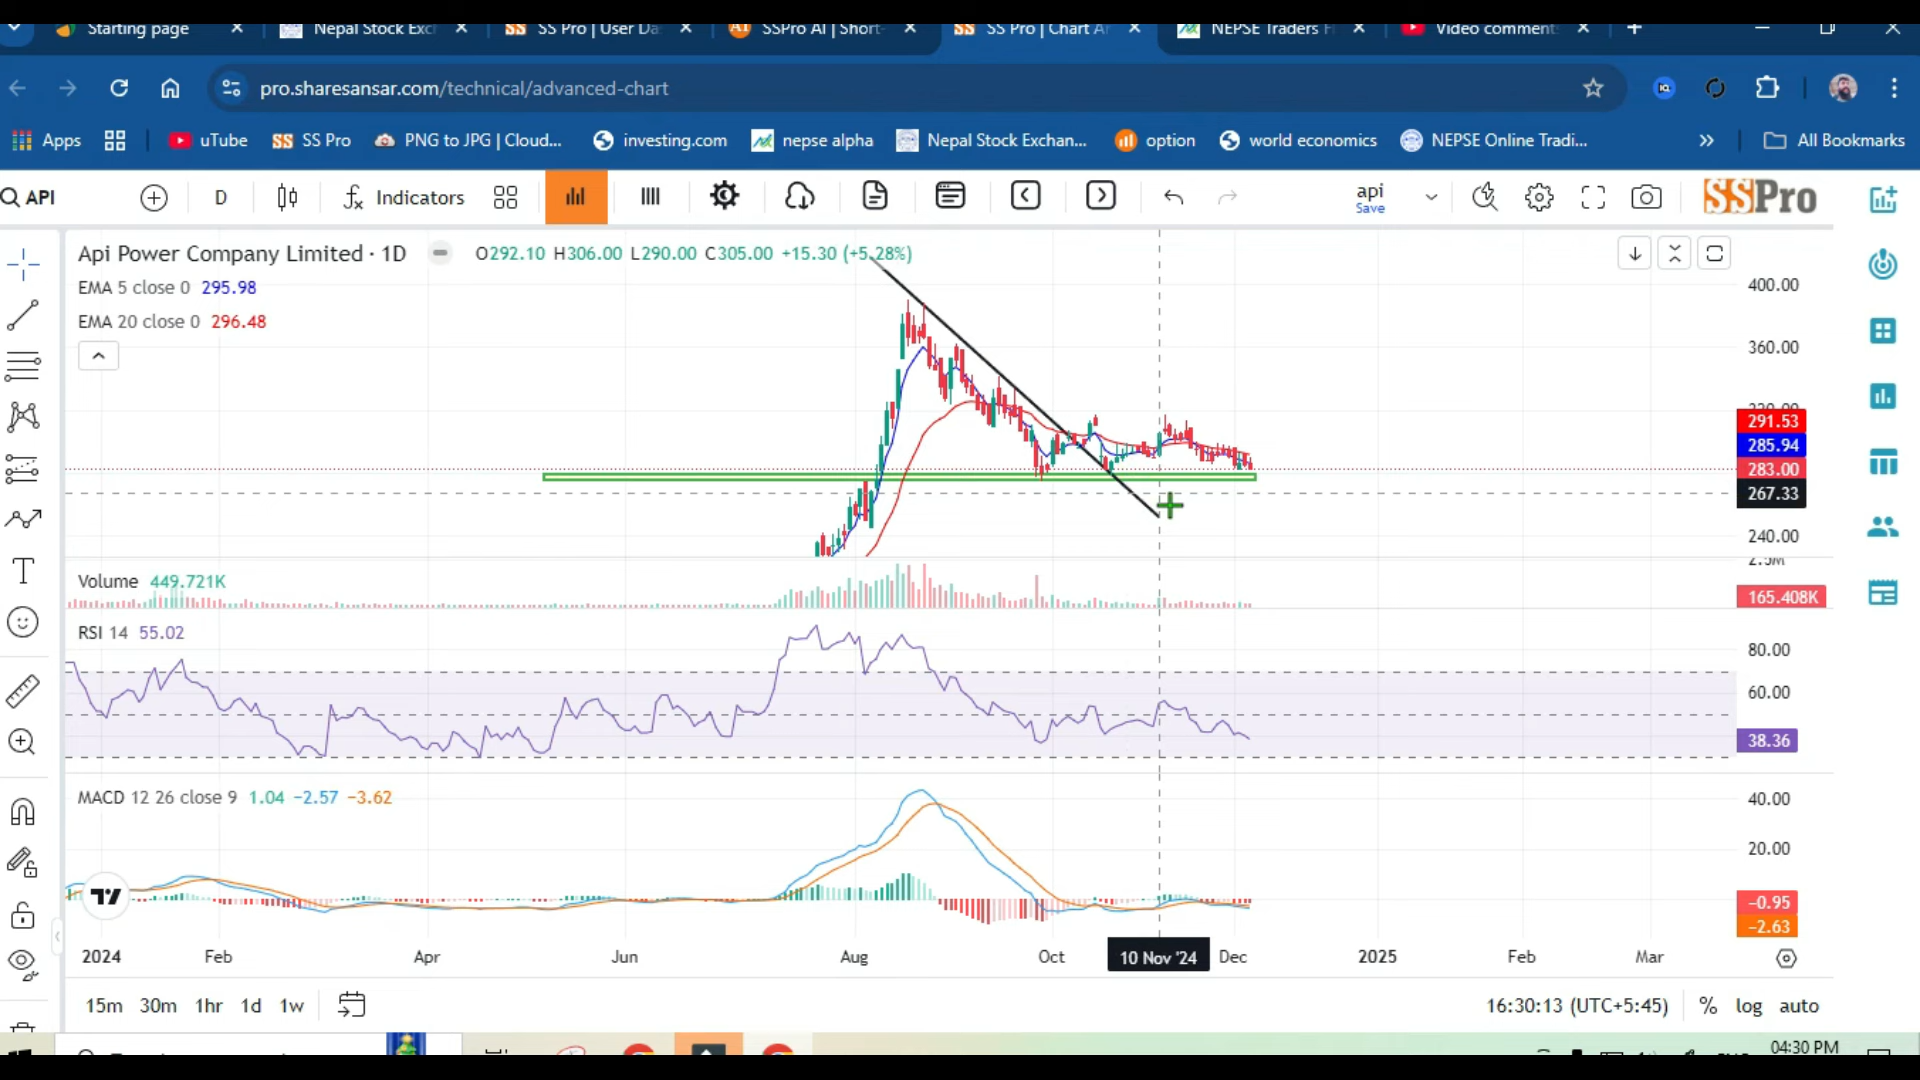 Starting page
Nepal Stock Exc
SS Pro | User Da
SSPro AI | Short-
SS Pro | Chart Ar
NEPSE Traders F
Video comment
pro.sharesansar.com/technical/advanced-chart
Apps
uTube
SS Pro
PNG to JPG | Cloud...
investing.com
nepse alpha
Nepal Stock Exchan...
option
world economics
NEPSE Online Tradi...
All Bookmarks
API
D
Indicators
api
Save
SSPro
Api Power Company Limited · 1D
O292.10 H306.00 L290.00 C305.00 +15.30 (+5.28%)
EMA 5 close 0 295.98
EMA 20 close 0 296.48
400.00
360.00
291.53
285.94
283.00
267.33
240.00
Volume 449.721K
165.408K
RSI 14 55.02
80.00
60.00
38.36
MACD 12 26 close 9 1.04 −2.57 −3.62
40.00
20.00
−0.95
−2.63
2024 Feb Apr Jun Aug Oct 10 Nov '24 Dec 2025 Feb Mar
15m 30m 1hr 1d 1w
16:30:13 (UTC+5:45)
% log auto
04:30 PM